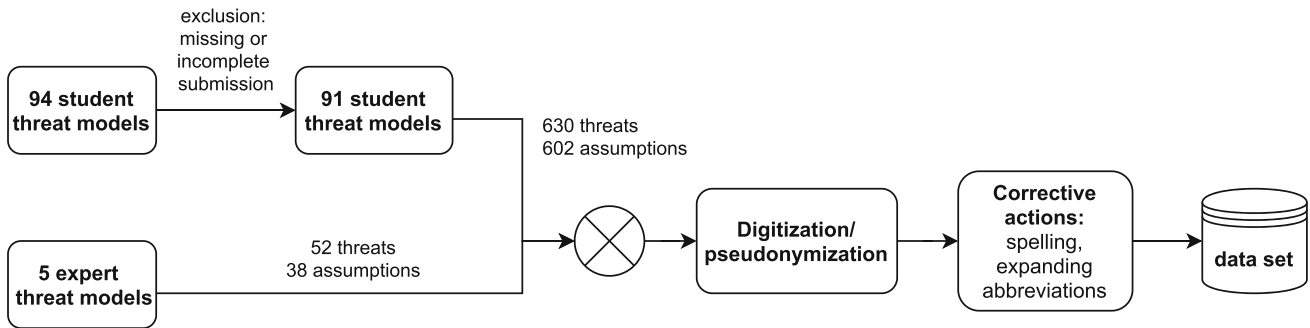 exclusion:
missing or
incomplete
submission
94 student
threat models
91 student
threat models
630 threats
602 assumptions
52 threats
38 assumptions
5 expert
threat models
Digitization/
pseudonymization
Corrective
actions:
spelling,
expanding
abbreviations
data set